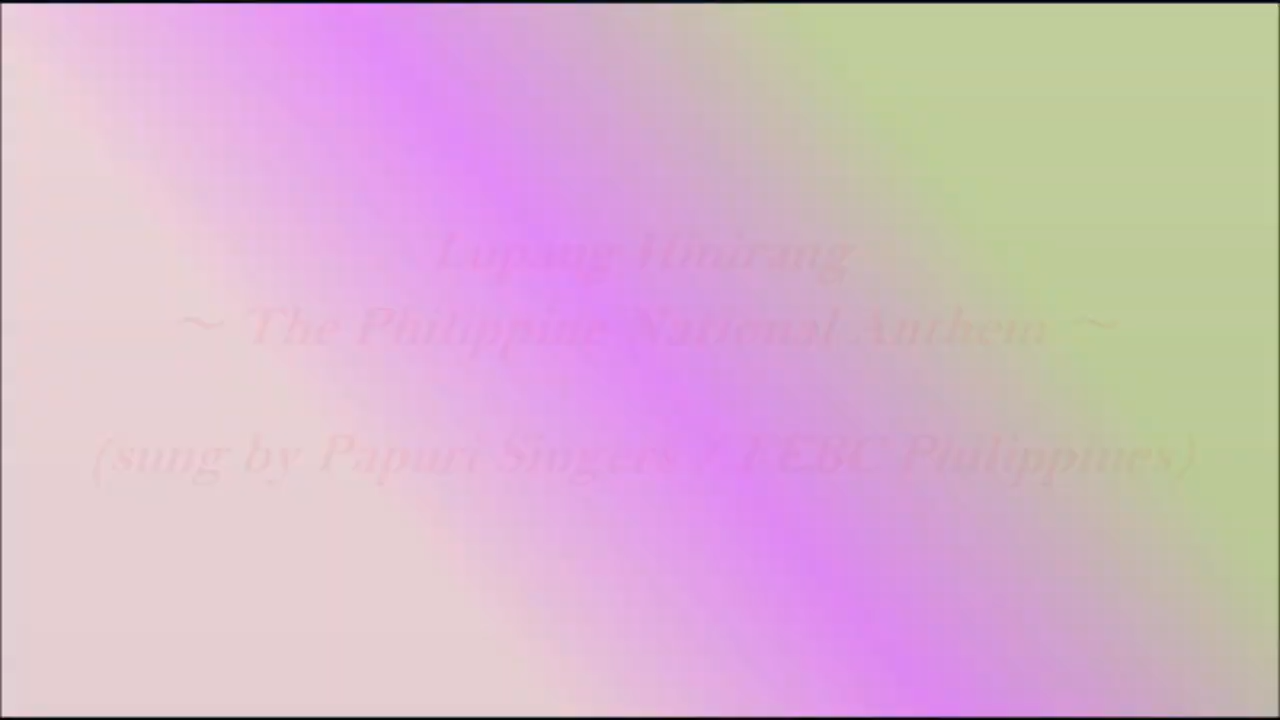 Lupang Hinirang
~ The Philippine National Anthem ~
(sung by Papuri Singers / FEBC Philippines)